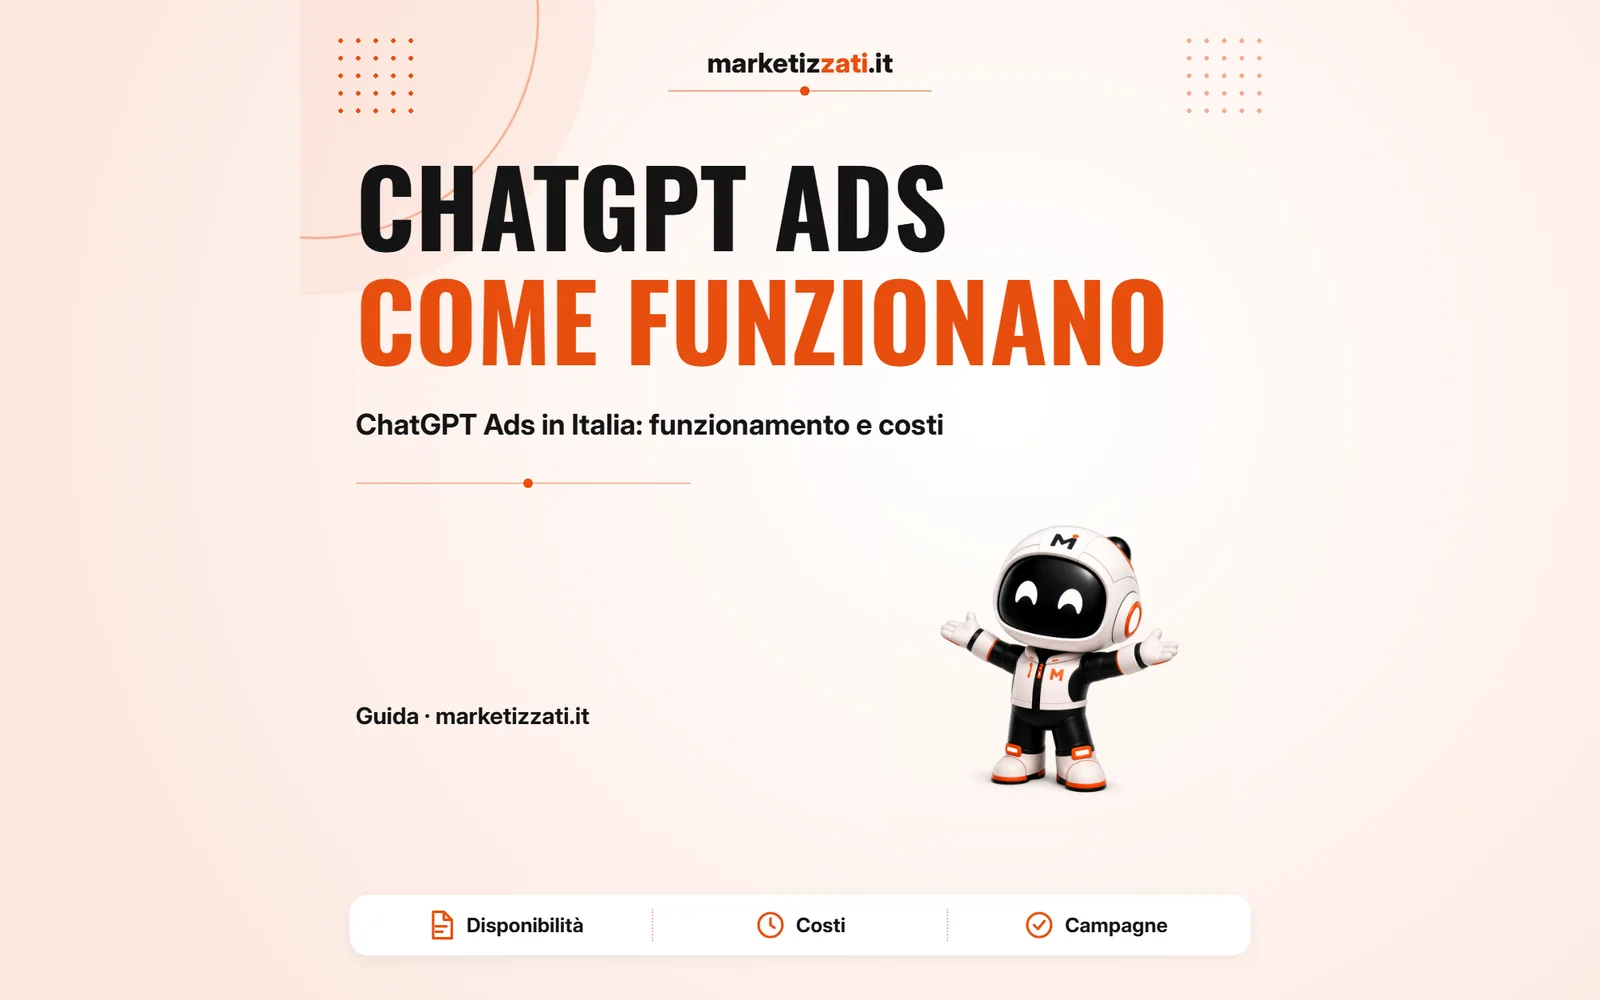 marketizzati.it
CHATGPT ADS
COME FUNZIONANO
ChatGPT Ads in Italia: funzionamento e costi
M
M
Guida · marketizzati.it
Disponibilità
Costi
Campagne